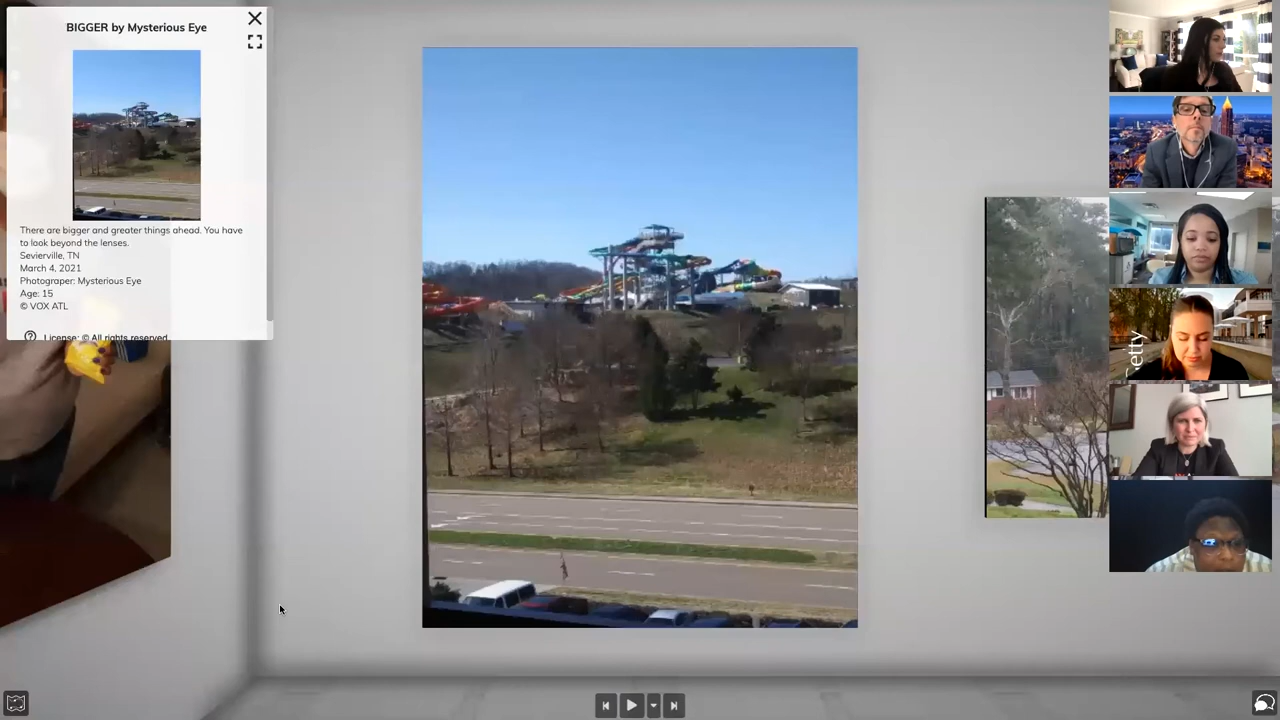 BIGGER by Mysterious Eye
There are bigger and greater things ahead. You have
to look beyond the lenses.
Sevierville, TN
March 4, 2021
Photograper: Mysterious Eye
Age: 15
© VOX ATL
License: © All rights reserved
etty